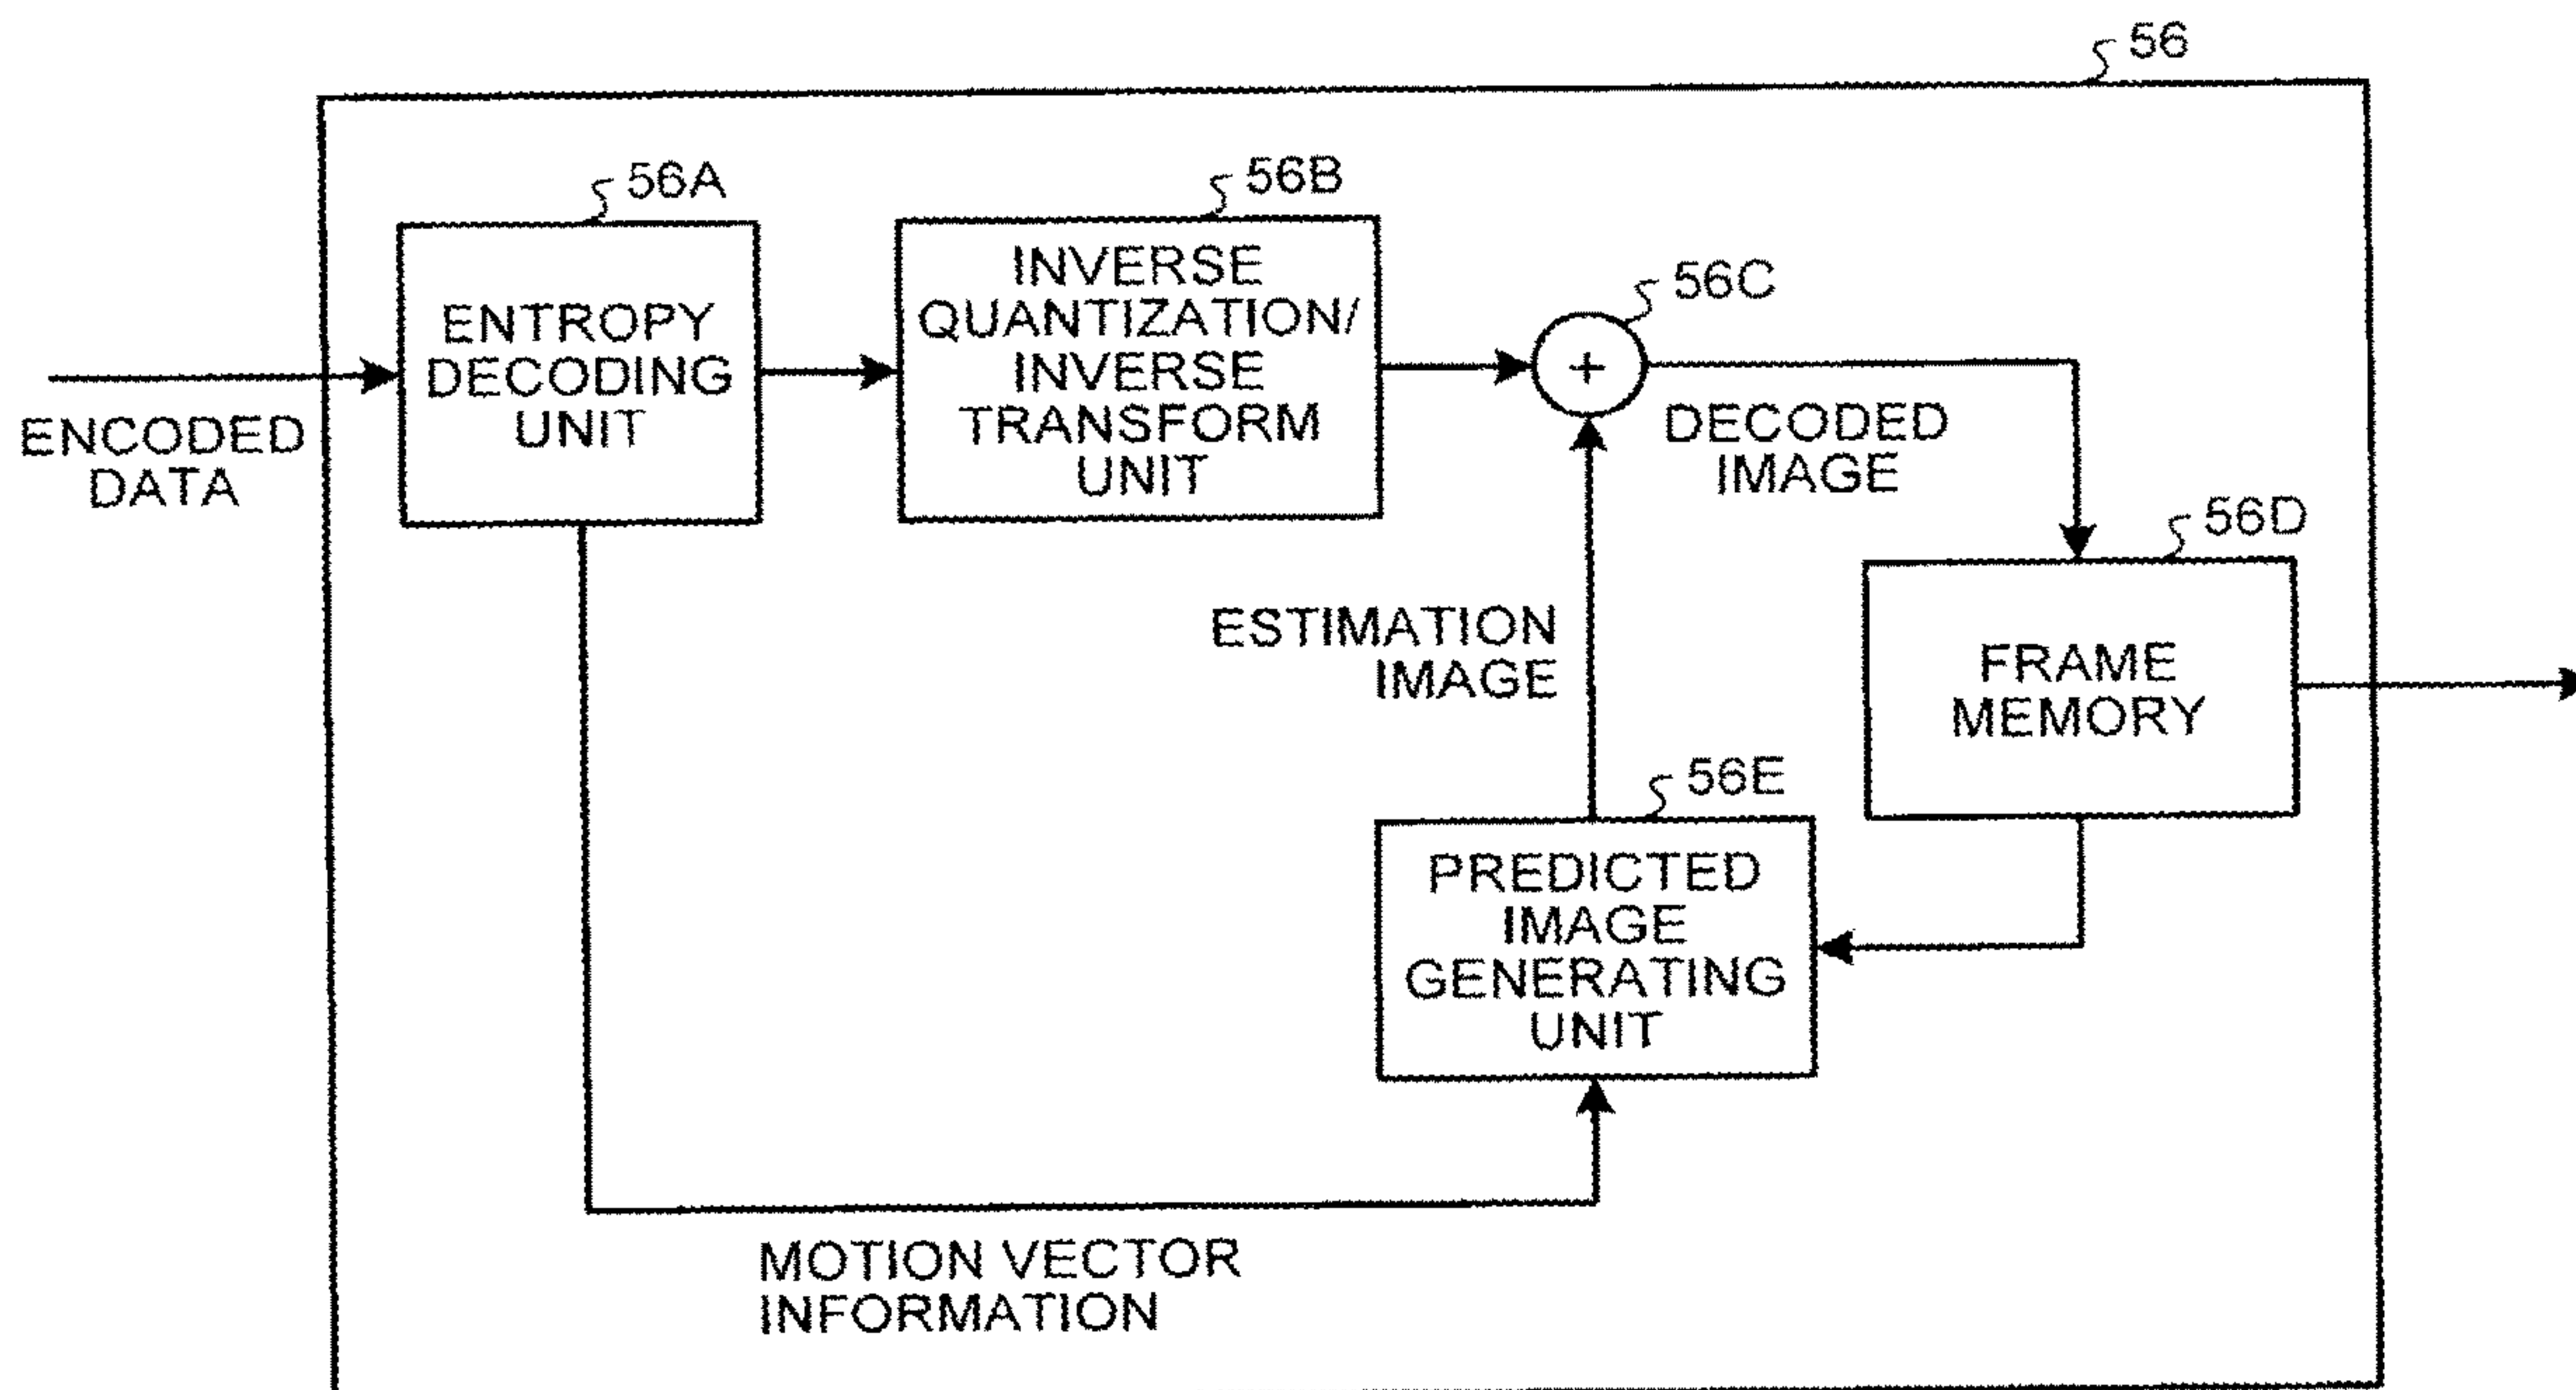 56
56A
56B
56C
ENTROPY
DECODING
UNIT
INVERSE
QUANTIZATION/
INVERSE
TRANSFORM
UNIT
+
ENCODED
DATA
DECODED
IMAGE
56D
ESTIMATION
IMAGE
FRAME
MEMORY
56E
PREDICTED
IMAGE
GENERATING
UNIT
MOTION VECTOR
INFORMATION